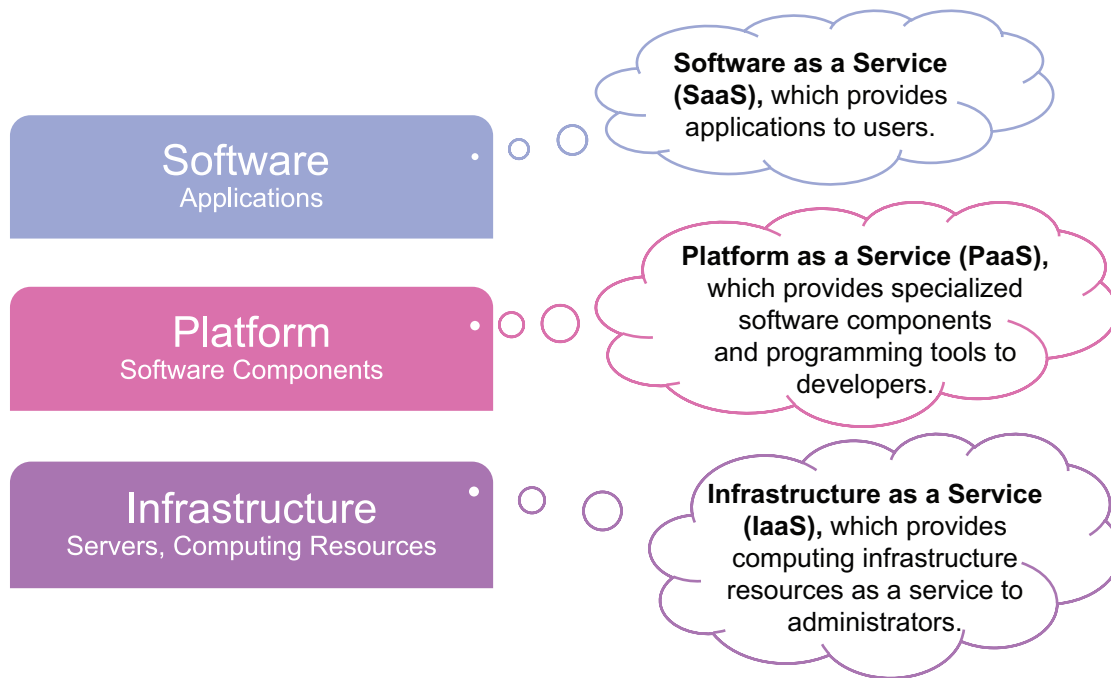 Software
Applications
Software as a Service
(SaaS), which provides
applications to users.
Platform
Software Components
Platform as a Service (PaaS),
which provides specialized
software components
and programming tools to
developers.
Infrastructure
Servers, Computing Resources
Infrastructure as a Service
(IaaS), which provides
computing infrastructure
resources as a service to
administrators.